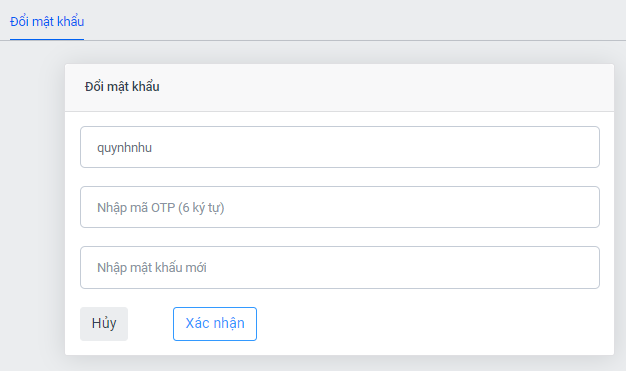 Đổi mật khẩu
Đổi mật khẩu
quynhnhu
Nhập mã OTP (6 ký tự)
Nhập mật khẩu mới
Hủy
Xác nhận